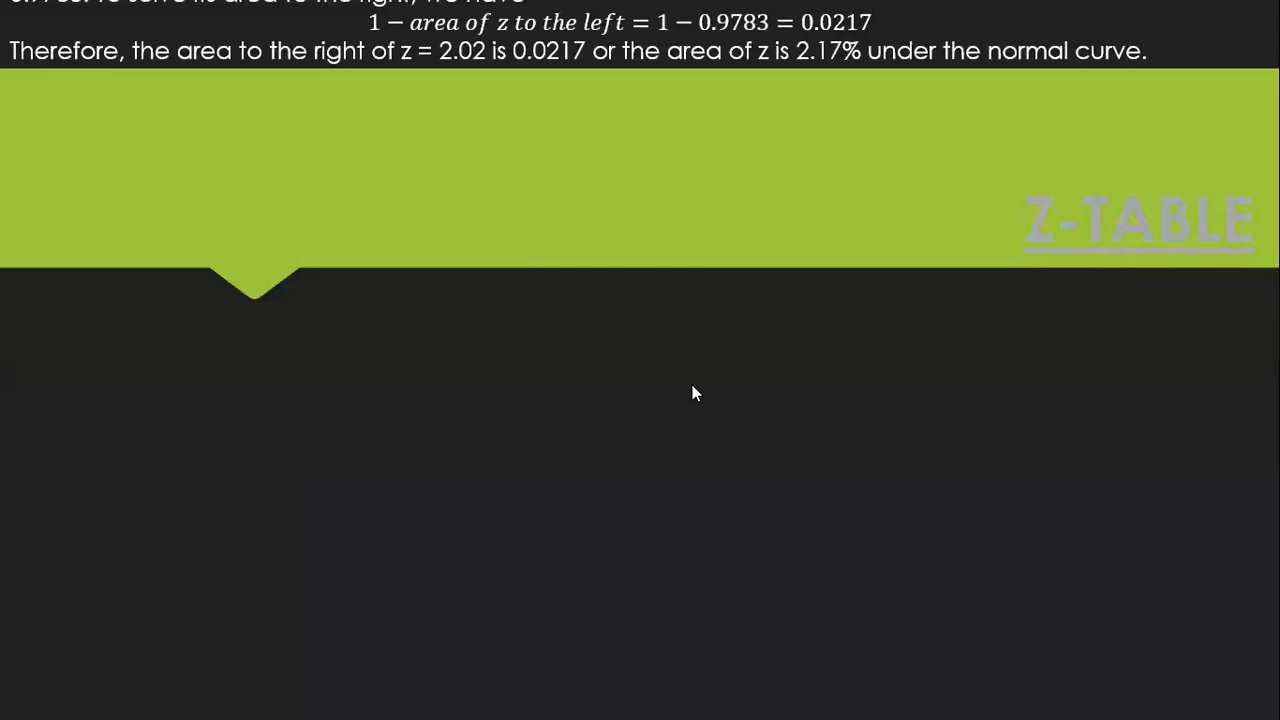 1 − area of z to the left = 1 − 0.9783 = 0.0217
Therefore, the area to the right of z = 2.02 is 0.0217 or the area of z is 2.17% under the normal curve.
Z-TABLE